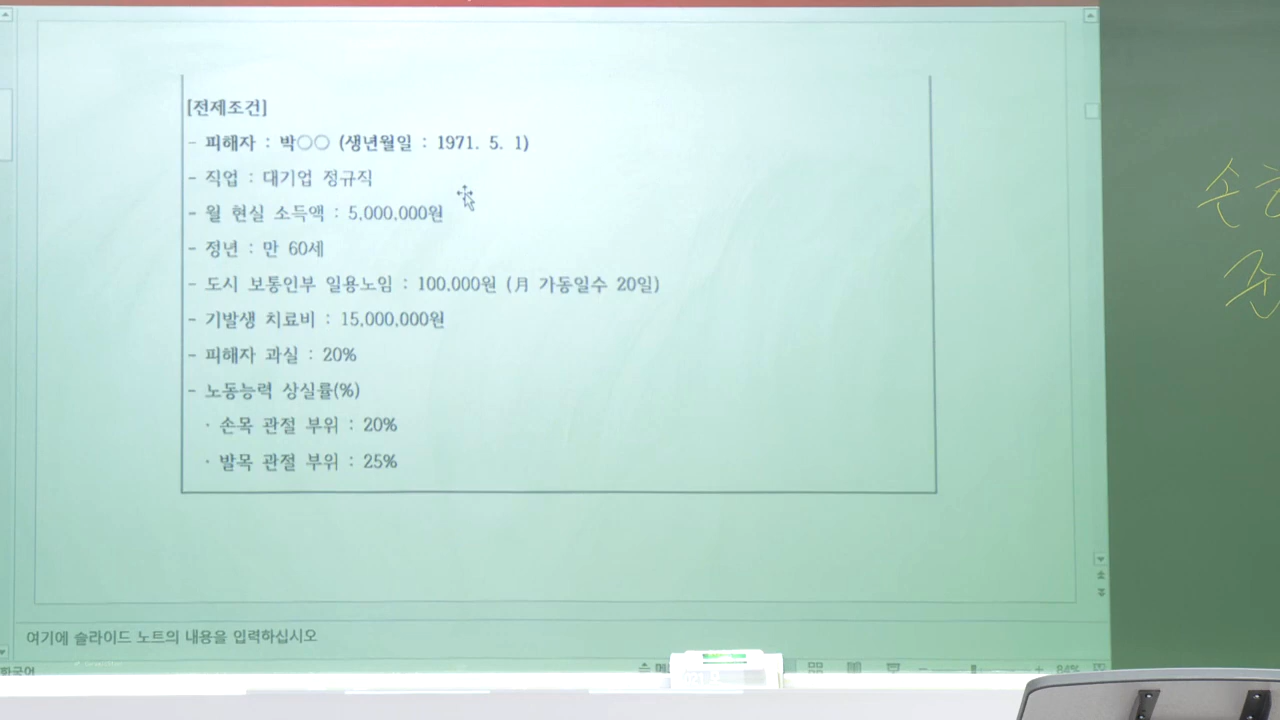 [전제조건]
- 피해자 : 박○○ (생년월일 : 1971. 5. 1)
- 직업 : 대기업 정규직
- 월 현실 소득액 : 5,000,000원
- 정년 : 만 60세
- 도시 보통인부 일용노임 : 100,000원 (月 가동일수 20일)
- 기발생 치료비 : 15,000,000원
- 피해자 과실 : 20%
- 노동능력 상실률(%)
· 손목 관절 부위 : 20%
· 발목 관절 부위 : 25%
손
여기에 슬라이드 노트의 내용을 입력하십시오
한국어
84%